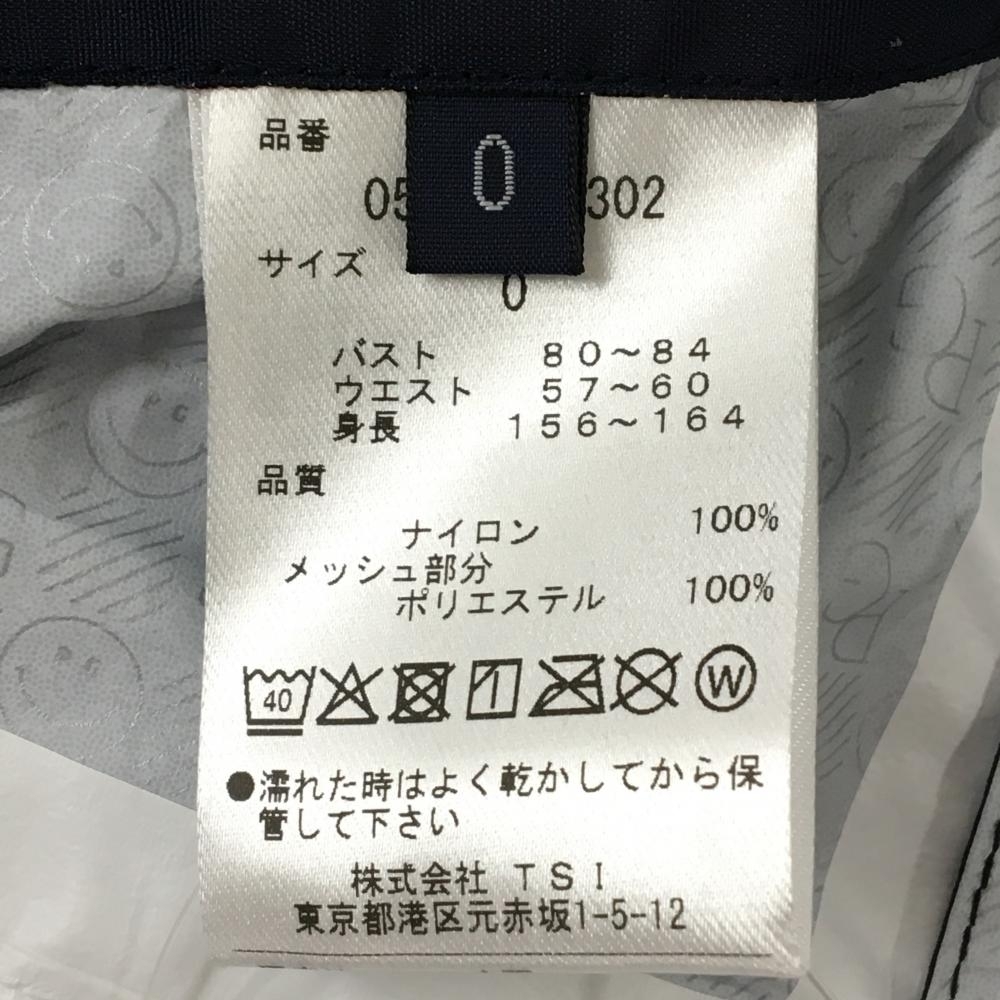 品番
0
05 302
サイズ
0
バスト 80～84
ウエスト 57～60
身長 156～164
品質
ナイロン 100%
メッシュ部分
ポリエステル 100%
40 W
●濡れた時はよく乾かしてから保
管して下さい
株式会社 TSI
東京都港区元赤坂1-5-12